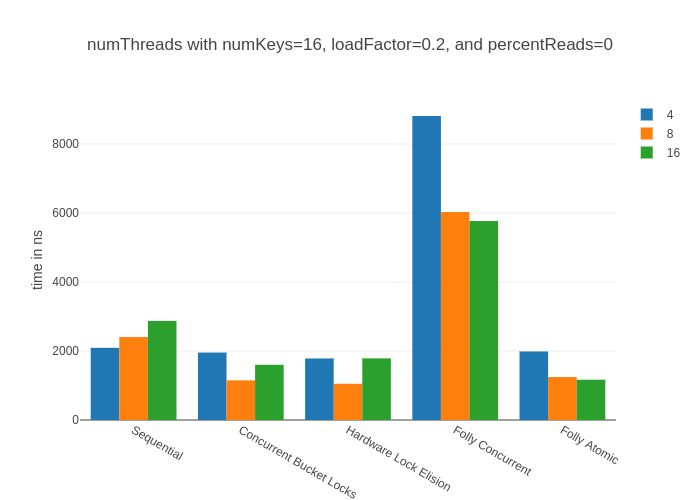 numThreads with numKeys=16, loadFactor=0.2, and percentReads=0
4
8
16
time in ns
8000
6000
4000
2000
0
Sequential
Concurrent Bucket Locks
Hardware Lock Elision
Folly Concurrent
Folly Atomic